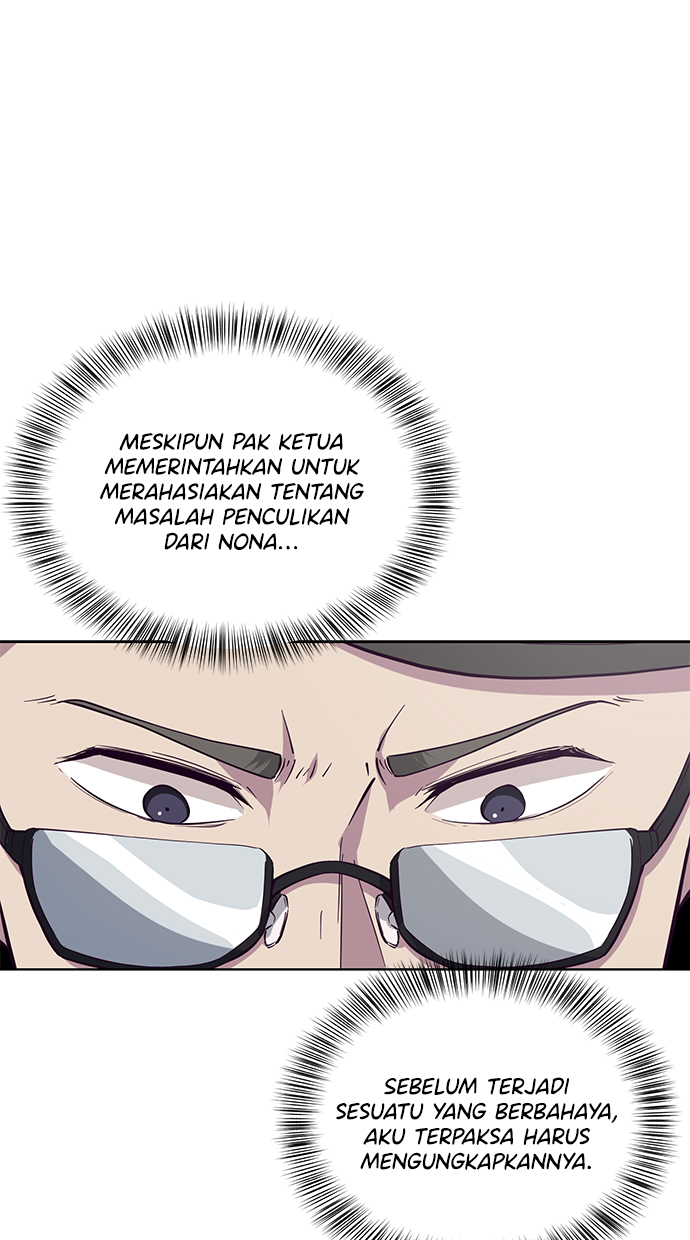 MESKIPUN PAK KETUA
MEMERINTAHKAN UNTUK
MERAHASIAKAN TENTANG
MASALAH PENCULIKAN
DARI NONA...
SEBELUM TERJADI
SESUATU YANG BERBAHAYA,
AKU TERPAKSA HARUS
MENGUNGKAPKANNYA.